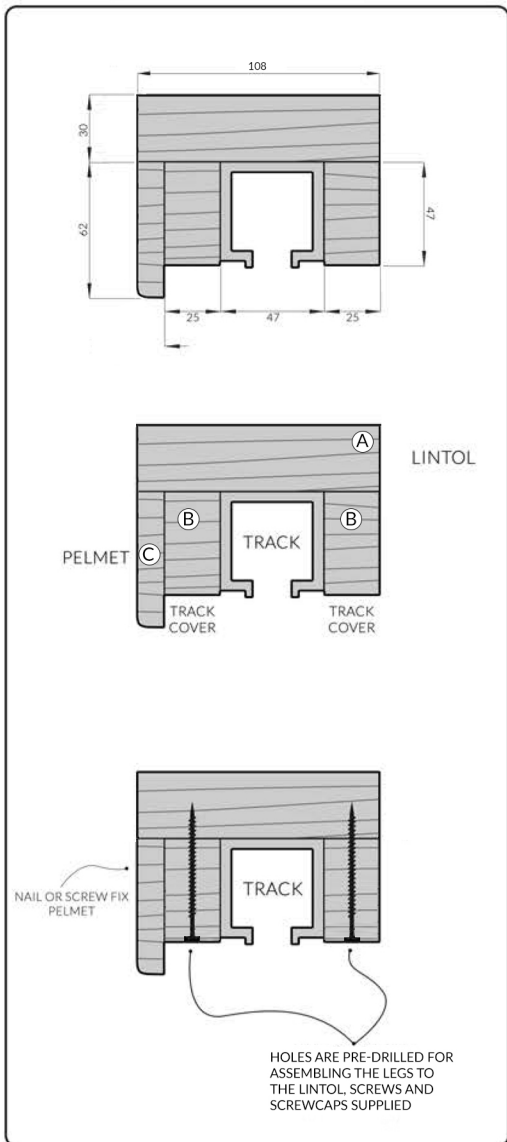 108
30
62
47
25
47
25
A
LINTOL
B
B
C
PELMET
TRACK
TRACK
COVER
TRACK
COVER
TRACK
NAIL OR SCREW FIX
PELMET
HOLES ARE PRE-DRILLED FOR
ASSEMBLING THE LEGS TO
THE LINTOL, SCREWS AND
SCREWCAPS SUPPLIED